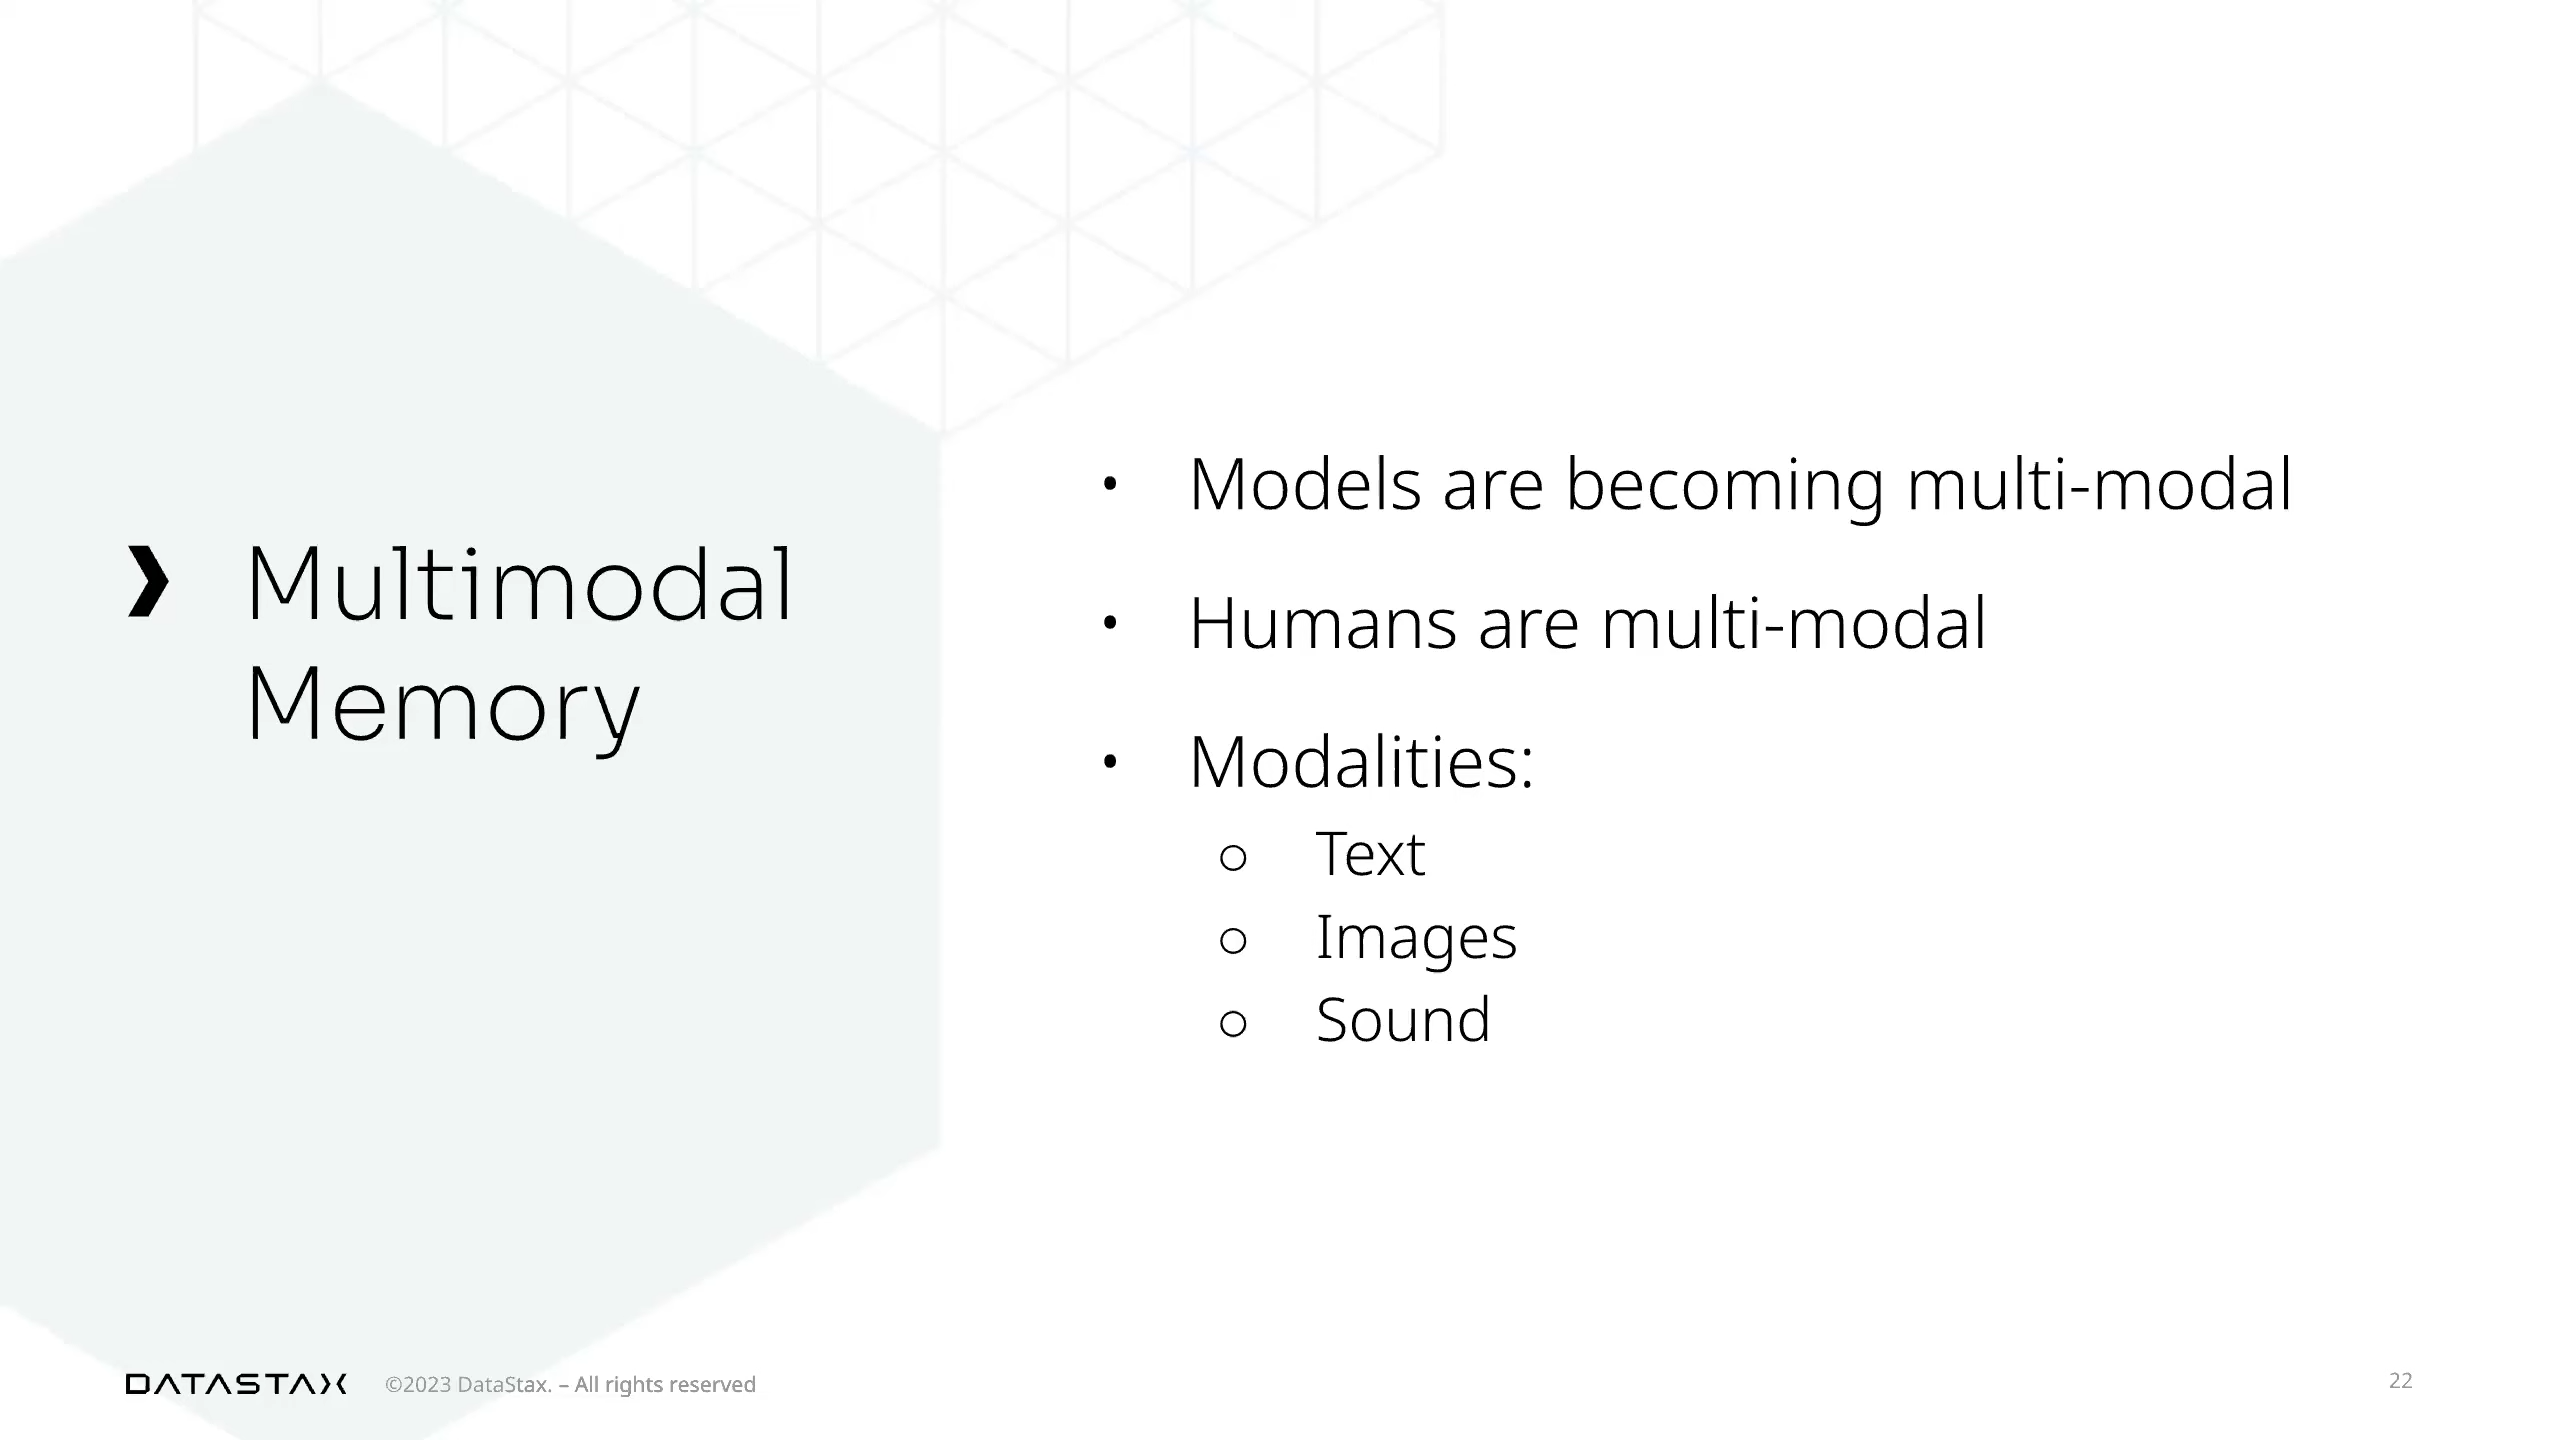 ❯ Multimodal
Memory
• Models are becoming multi-modal
• Humans are multi-modal
• Modalities:
○ Text
○ Images
○ Sound
DATASTAX ©2023 DataStax. – All rights reserved
22